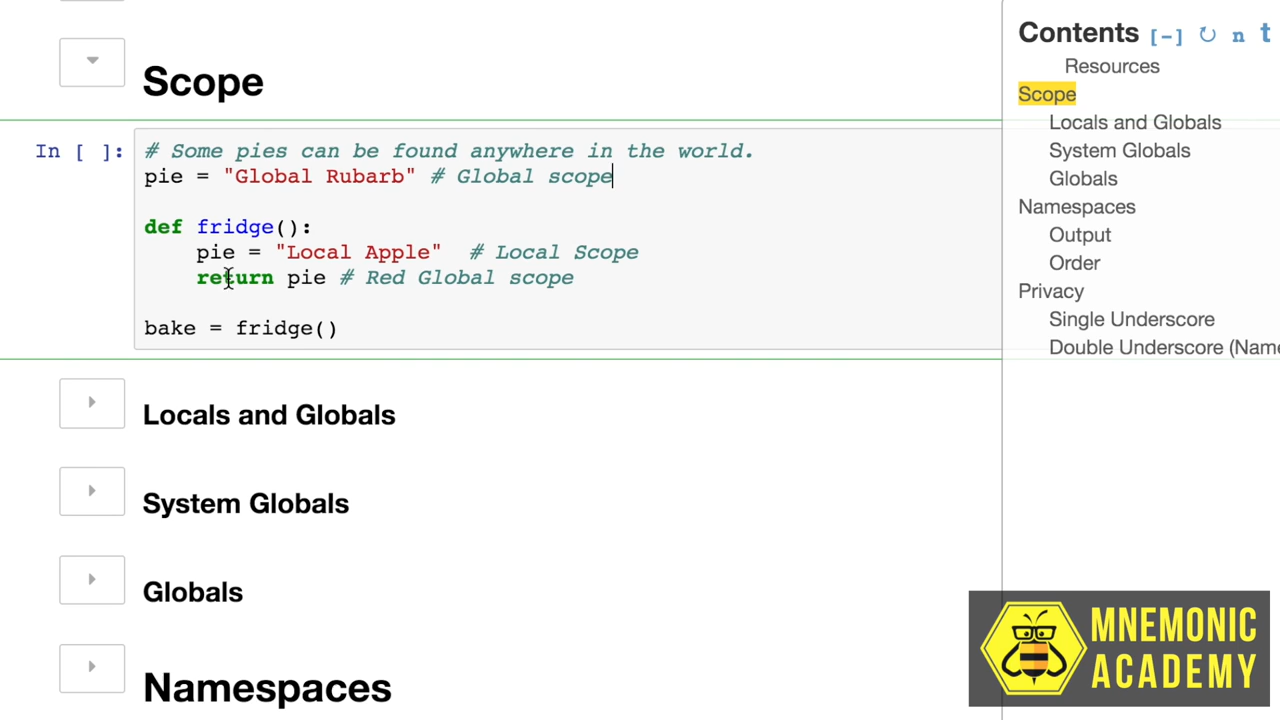 Scope
In [ ]:
# Some pies can be found anywhere in the world.
pie = "Global Rubarb" # Global scope
def fridge():
    pie = "Local Apple"  # Local Scope
    return pie # Red Global scope
bake = fridge()
Locals and Globals
System Globals
Globals
Namespaces
Contents [-] ↻ n t
Resources
Scope
Locals and Globals
System Globals
Globals
Namespaces
Output
Order
Privacy
Single Underscore
Double Underscore (Name
MNEMONIC
ACADEMY